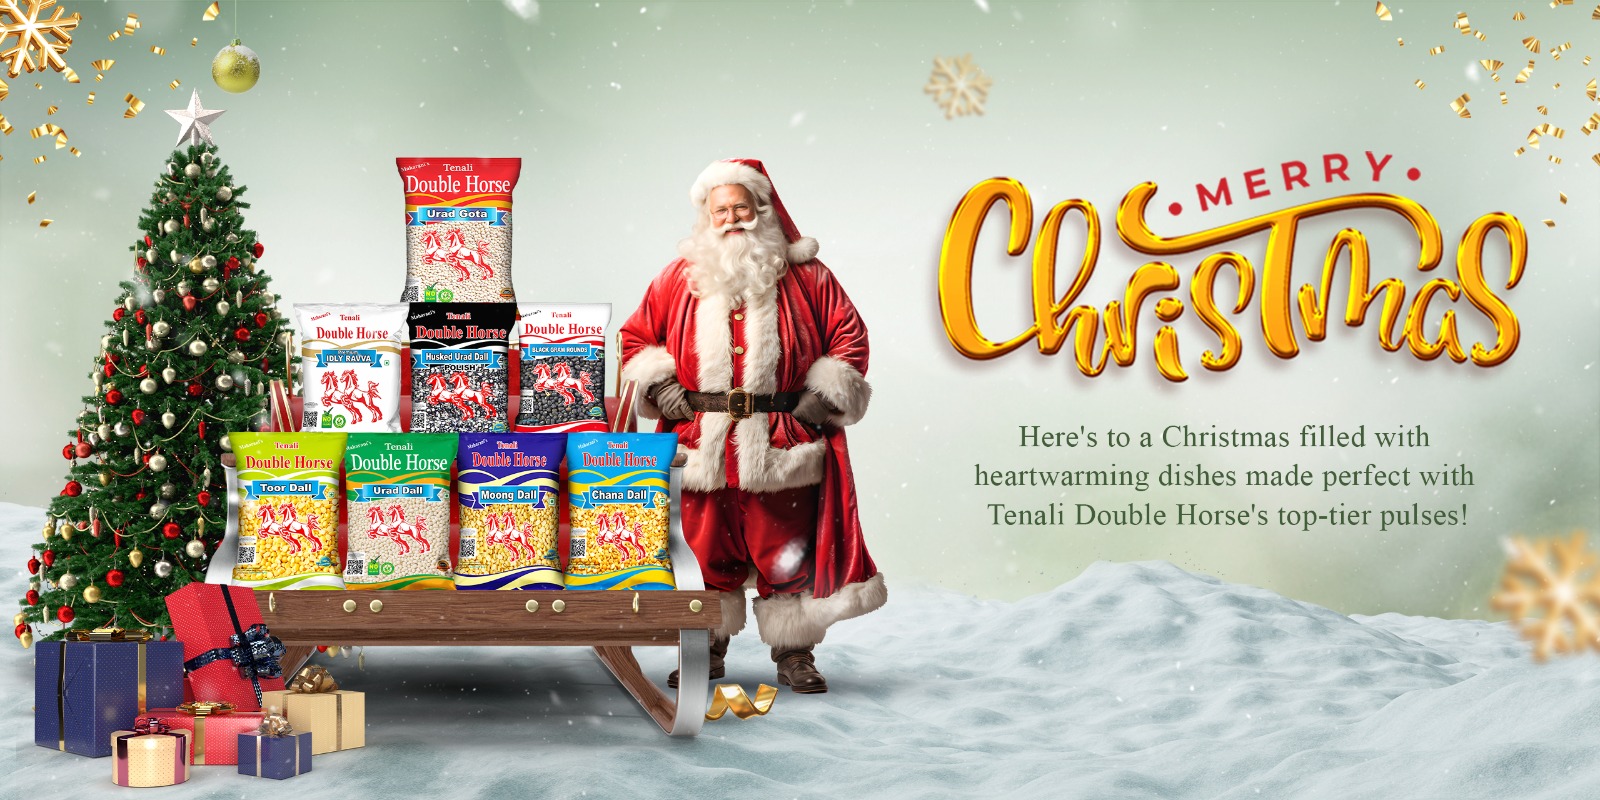 MERRY
Christmas
Here's to a Christmas filled with
heartwarming dishes made perfect with
Tenali Double Horse's top-tier pulses!
Tenali
Double Horse
Urad Gota
NO
Tenali
Double Horse
IDLY RAVVA
NO
Tenali
Double Horse
Husked Urad Dall
Tenali
Double Horse
BLACK GRAM ROUNDS
Tenali
Double Horse
Toor Dall
Tenali
Double Horse
Urad Dall
NO
Tenali
Double Horse
Moong Dall
Tenali
Double Horse
Chana Dall